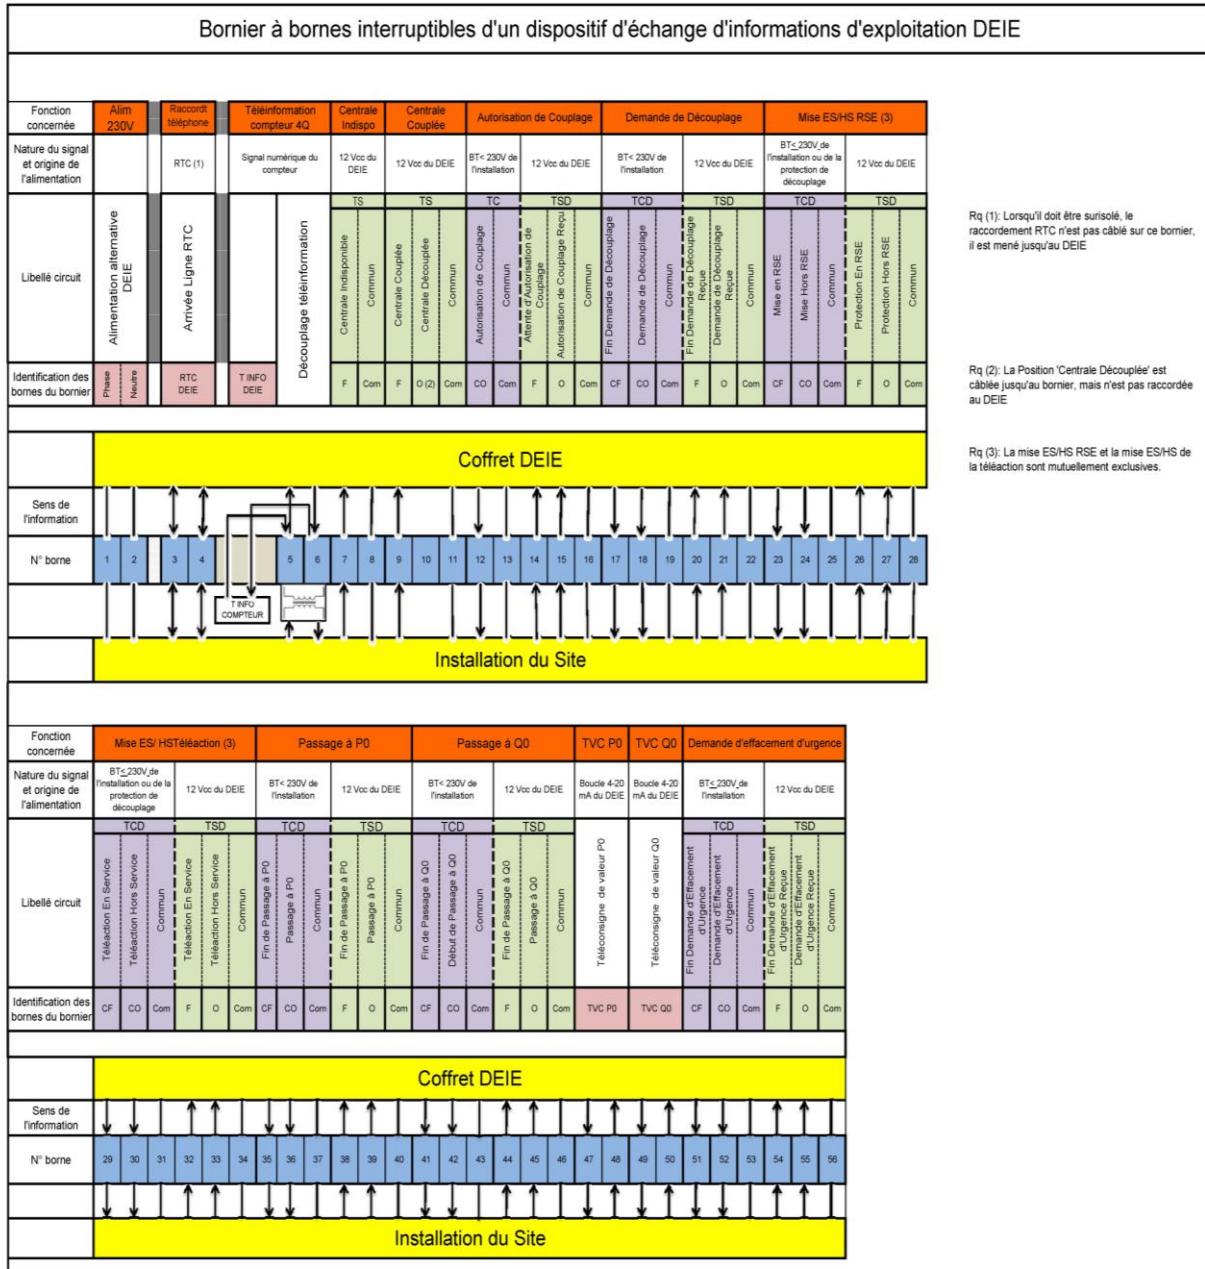 Bornier à bornes interruptibles d'un dispositif d'échange d'informations d'exploitation DEIE
Fonction
concernée
Alim
230V
Raccordt
téléphone
Téléinformation
compteur 4Q
Centrale
Indispo
Centrale
Couplée
Autorisation de Couplage
Demande de Découplage
Mise ES/HS RSE (3)
Nature du signal
et origine de
l'alimentation
RTC (1)
Signal numérique du
compteur
12 Vcc du
DEIE
12 Vcc du DEIE
BT< 230V de
l'installation
12 Vcc du DEIE
BT< 230V de
l'installation
12 Vcc du DEIE
BT≤ 230V de
l'installation ou de la
protection de
découplage
12 Vcc du DEIE
TS
TS
TC
TSD
TCD
TSD
TCD
TSD
Libellé circuit
Alimentation alternative
DEIE
Arrivée Ligne RTC
Découplage téléinformation
Centrale Indisponible
Commun
Centrale Couplée
Centrale Découplée
Commun
Autorisation de Couplage
Commun
Attente d'Autorisation de
Couplage
Autorisation de Couplage Reçu
Commun
Fin Demande de Découplage
Demande de Découplage
Commun
Fin Demande de Découplage
Reçue
Demande de Découplage
Reçue
Commun
Mise en RSE
Mise Hors RSE
Commun
Protection En RSE
Protection Hors RSE
Commun
Identification des
bornes du bornier
Phase
Neutre
RTC
DEIE
T INFO
DEIE
F
Com
F
O (2)
Com
CO
Com
F
O
Com
CF
CO
Com
F
O
Com
CF
CO
Com
F
O
Com
Rq (1): Lorsqu'il doit être surisolé, le
raccordement RTC n'est pas câblé sur ce bornier,
il est mené jusqu'au DEIE
Rq (2): La Position 'Centrale Découplée' est
câblée jusqu'au bornier, mais n'est pas raccordée
au DEIE
Rq (3): La mise ES/HS RSE et la mise ES/HS de
la téléaction sont mutuellement exclusives.
Coffret DEIE
Sens de
l'information
N° borne
1 2 3 4 5 6 7 8 9 10 11 12 13 14 15 16 17 18 19 20 21 22 23 24 25 26 27 28
T INFO
COMPTEUR
Installation du Site
Fonction
concernée
Mise ES/ HSTéléaction (3)
Passage à P0
Passage à Q0
TVC P0
TVC Q0
Demande d'effacement d'urgence
Nature du signal
et origine de
l'alimentation
BT≤ 230V de
l'installation ou de la
protection de
découplage
12 Vcc du DEIE
BT< 230V de
l'installation
12 Vcc du DEIE
BT< 230V de
l'installation
12 Vcc du DEIE
Boucle 4-20
mA du DEIE
Boucle 4-20
mA du DEIE
BT≤ 230V de
l'installation
12 Vcc du DEIE
TCD
TSD
TCD
TSD
TCD
TSD
TCD
TSD
Libellé circuit
Téléaction En Service
Téléaction Hors Service
Commun
Téléaction En Service
Téléaction Hors Service
Commun
Fin de Passage à P0
Passage à P0
Commun
Fin de Passage à P0
Passage à P0
Commun
Fin de Passage à Q0
Début de Passage à Q0
Commun
Fin de Passage à Q0
Passage à Q0
Commun
Téléconsigne de valeur P0
Téléconsigne de valeur Q0
Fin Demande d'Effacement
d'Urgence
Demande d'Effacement
d'Urgence
Commun
Fin Demande d'Effacement
d'Urgence Reçue
Demande d'Effacement
d'Urgence Reçue
Commun
Identification des
bornes du bornier
CF
CO
Com
F
O
Com
CF
CO
Com
F
O
Com
CF
CO
Com
F
O
Com
TVC P0
TVC Q0
CF
CO
Com
F
O
Com
Coffret DEIE
Sens de
l'information
N° borne
29 30 31 32 33 34 35 36 37 38 39 40 41 42 43 44 45 46 47 48 49 50 51 52 53 54 55 56
Installation du Site